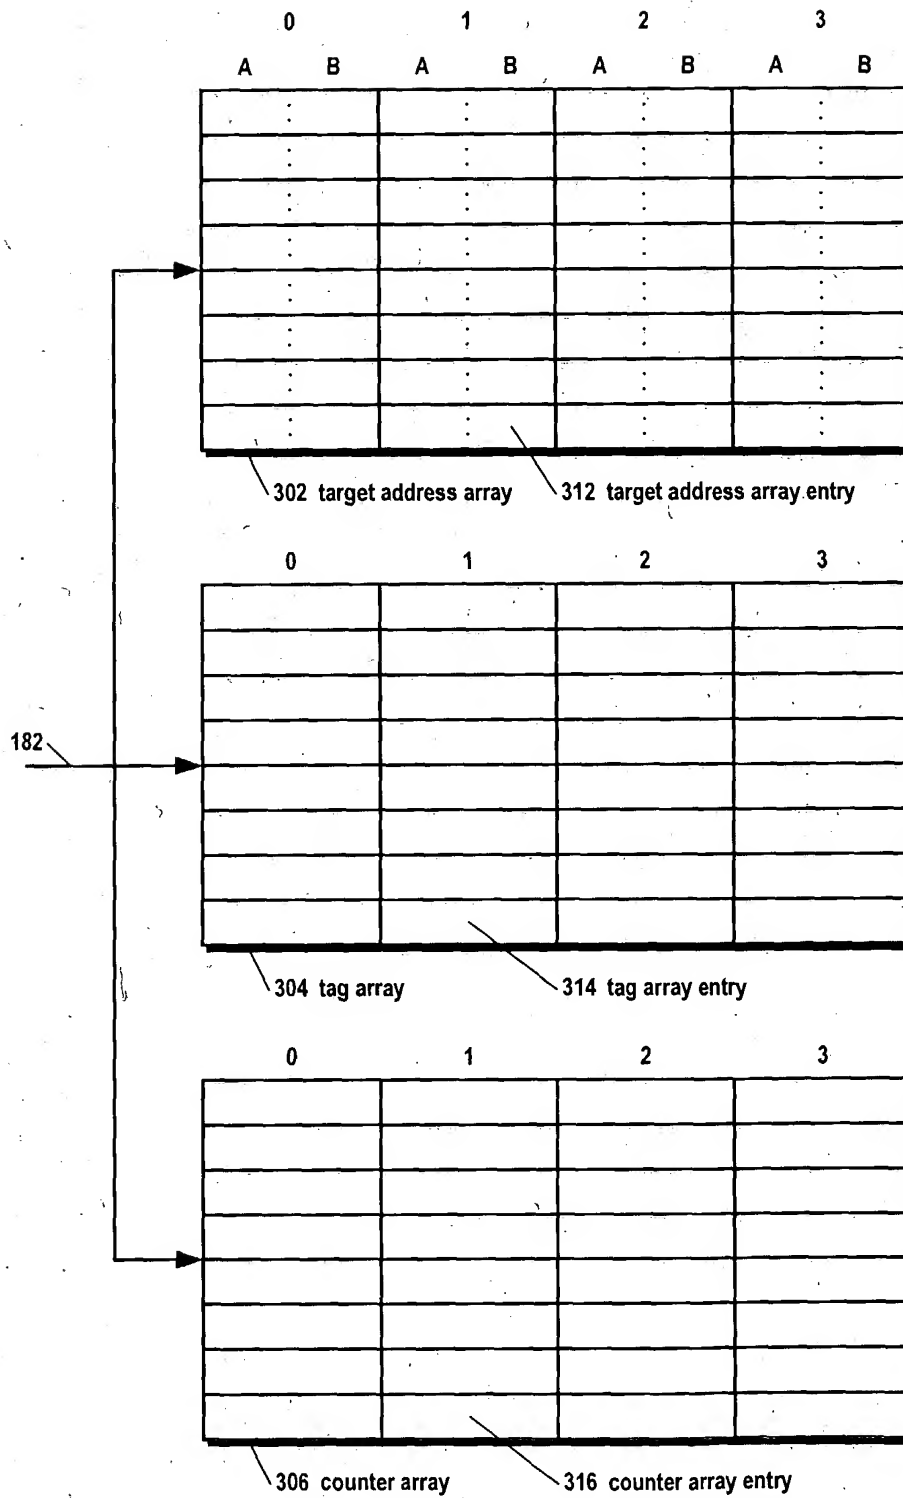 0 1 2 3
A B A B A B A B
302 target address array 312 target address array entry
0 1 2 3
182
304 tag array 314 tag array entry
0 1 2 3
306 counter array 316 counter array entry